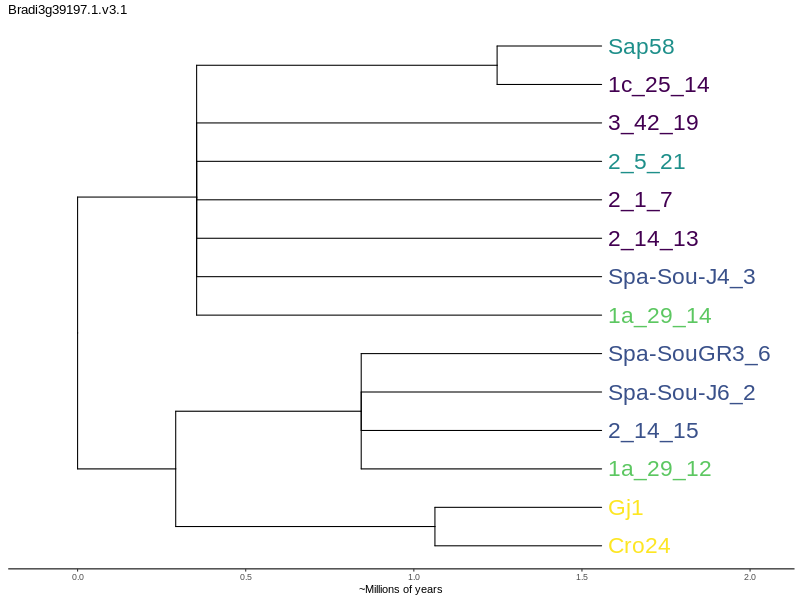 Bradi3g39197.1.v3.1
Sap58
1c_25_14
3_42_19
2_5_21
2_1_7
2_14_13
Spa-Sou-J4_3
1a_29_14
Spa-SouGR3_6
Spa-Sou-J6_2
2_14_15
1a_29_12
Gj1
Cro24
0.0 0.5 1.0 1.5 2.0
~Millions of years